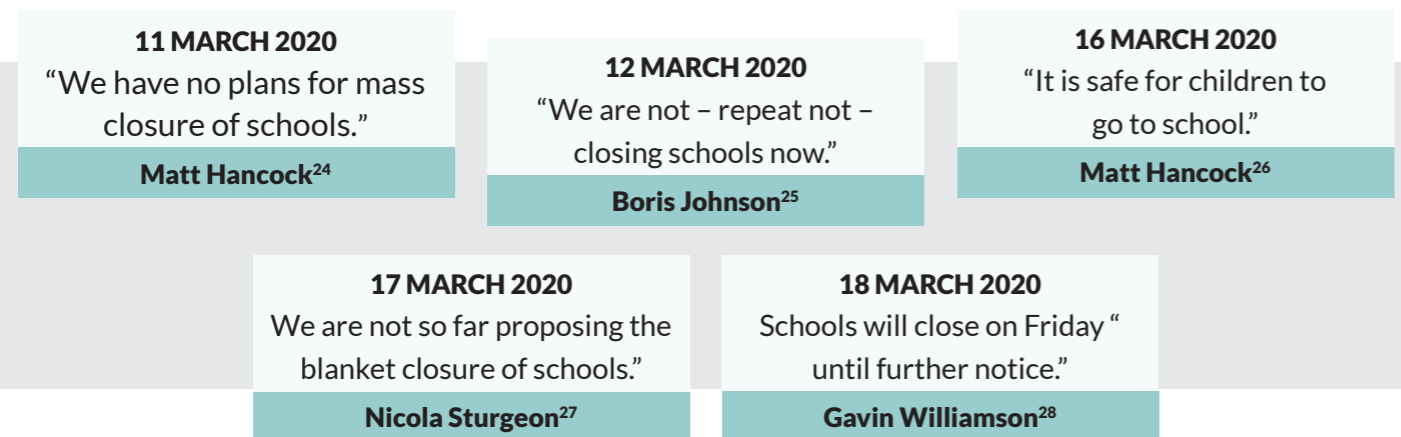 11 MARCH 2020
“We have no plans for mass
closure of schools.”
Matt Hancock24
12 MARCH 2020
“We are not – repeat not –
closing schools now.”
Boris Johnson25
16 MARCH 2020
“It is safe for children to
go to school.”
Matt Hancock26
17 MARCH 2020
We are not so far proposing the
blanket closure of schools.”
Nicola Sturgeon27
18 MARCH 2020
Schools will close on Friday “
until further notice.”
Gavin Williamson28